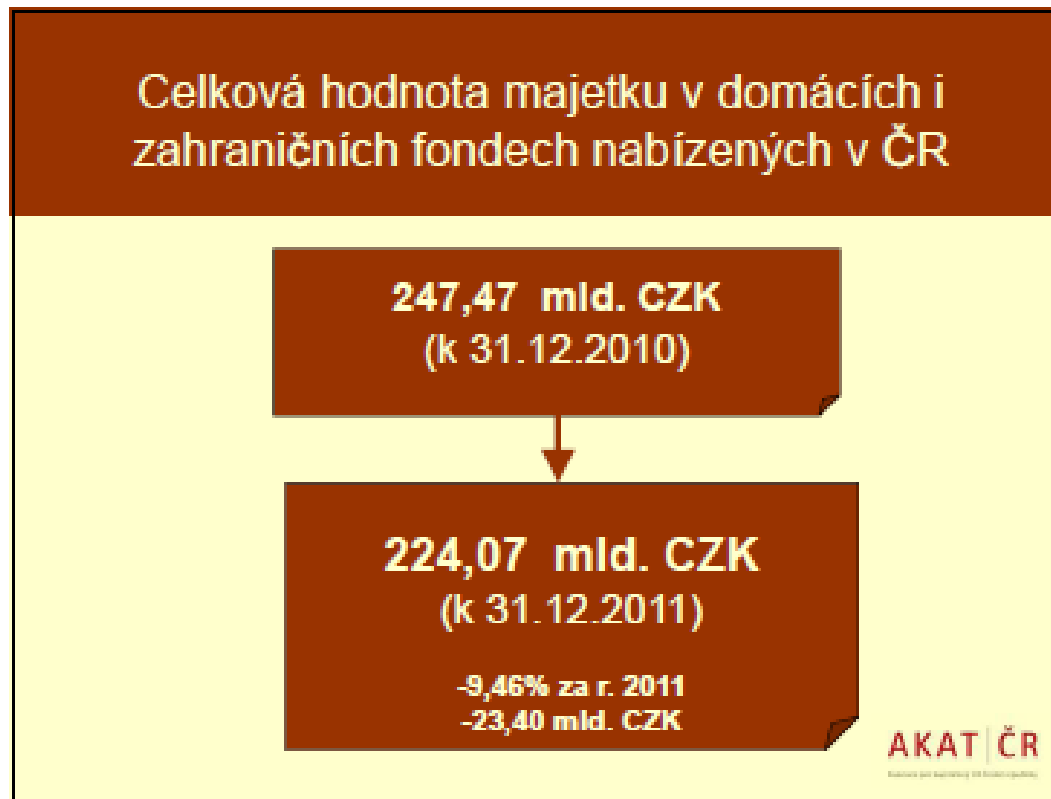 Celková hodnota majetku v domácích i
zahraničních fondech nabízených v ČR
247,47 mld. CZK
(k 31.12.2010)
224,07 mld. CZK
(k 31.12.2011)
-9,46% za r. 2011
-23,40 mld. CZK
AKAT ČR